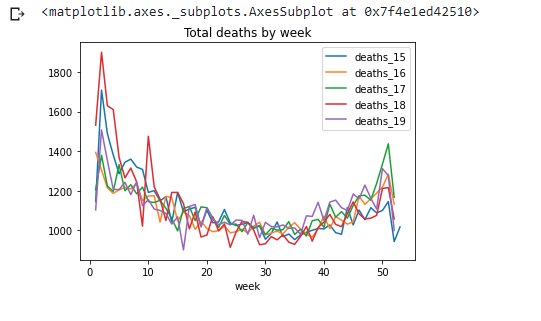 <matplotlib.axes._subplots.AxesSubplot at 0x7f4e1ed42510>
Total deaths by week
deaths_15
deaths_16
deaths_17
deaths_18
deaths_19
1800
1600
1400
1200
1000
0 10 20 30 40 50
week